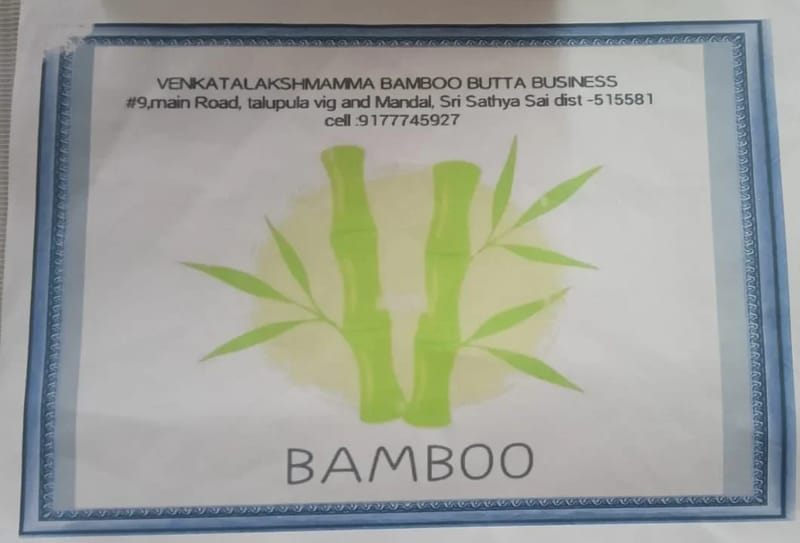 VENKATALAKSHMAMMA BAMBOO BUTTA BUSINESS
#9,main Road, talupula vig and Mandal, Sri Sathya Sai dist -515581
cell :9177745927
BAMBOO